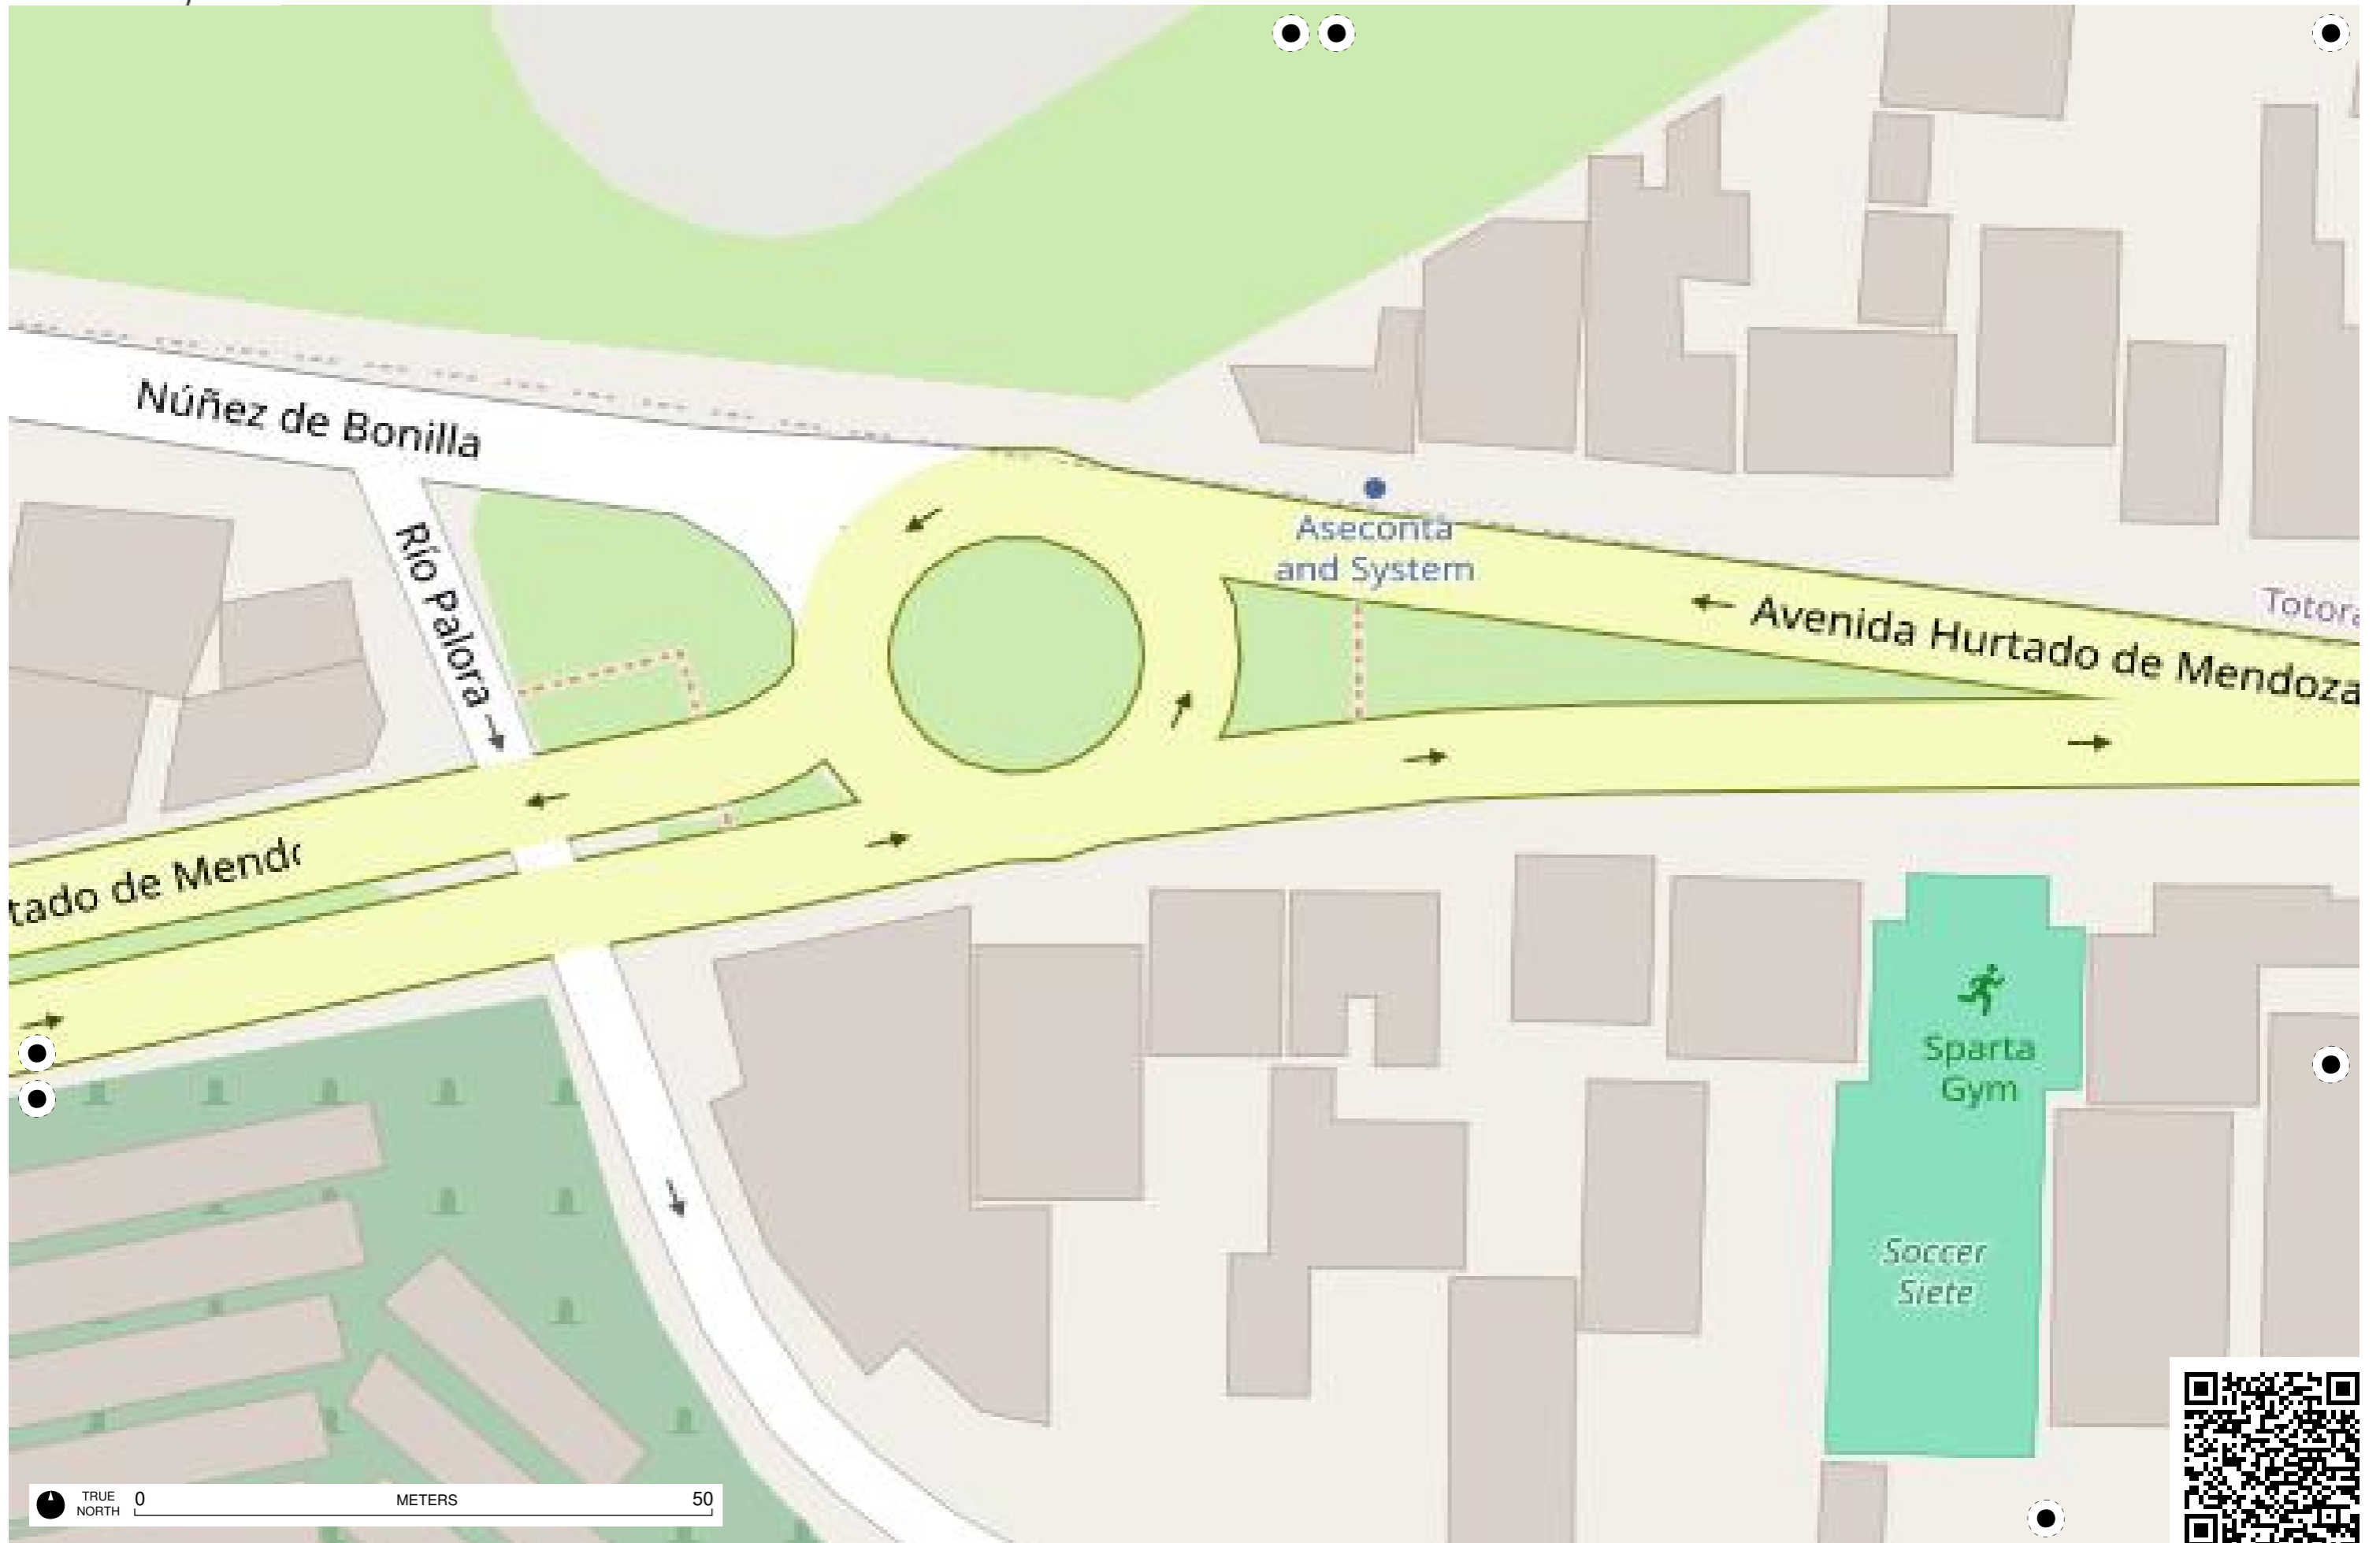 Núñez de Bonilla
Río Palora
Aseconta
and System
Avenida Hurtado de Mendoza
Totora
tado de Mendo
Sparta
Gym
Soccer
Siete
TRUE
NORTH
0
METERS
50